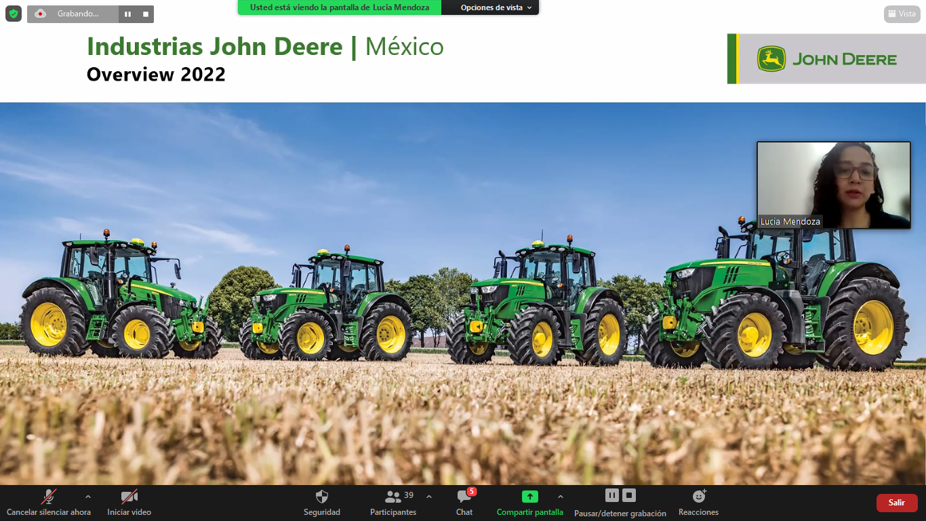 Grabando...
Usted está viendo la pantalla de Lucia Mendoza
Opciones de vista
Vista
Industrias John Deere | México
Overview 2022
JOHN DEERE
Lucia Mendoza
Cancelar silenciar ahora
Iniciar video
Seguridad
39
Participantes
5
Chat
Compartir pantalla
Pausar/detener grabación
Reacciones
Salir